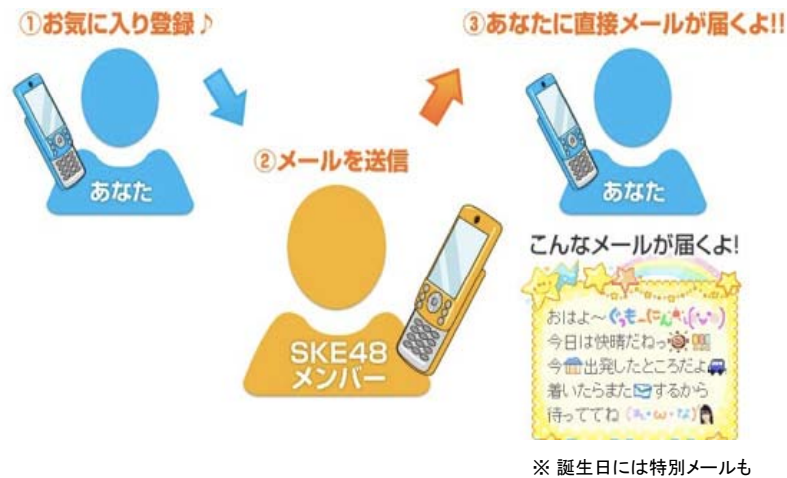 ①お気に入り登録♪
③あなたに直接メールが届くよ!!
②メールを送信
あなた
あなた
SKE48
メンバー
こんなメールが届くよ!
おはよ～
今日は快晴だねっ
今出発したところだよ
着いたらまたするから
待っててね
※ 誕生日には特別メールも